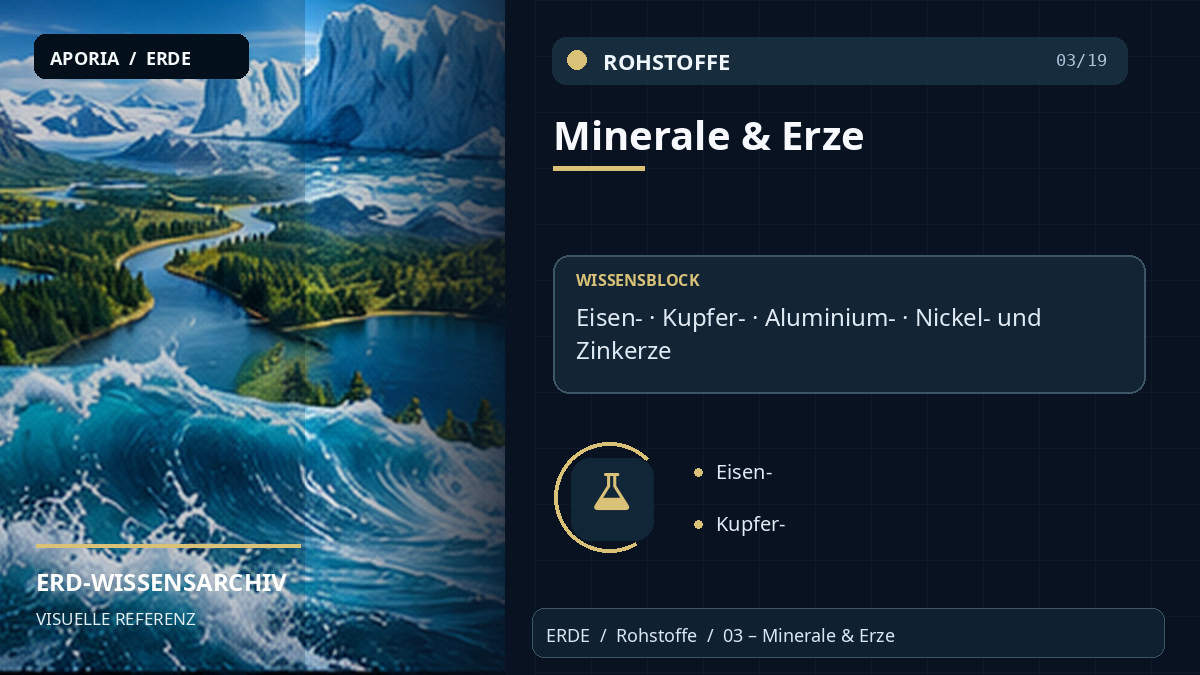 APORIA / ERDE
ERD-WISSENSARCHIV
VISUELLE REFERENZ
ROHSTOFFE
03/19
Minerale & Erze
WISSENSBLOCK
Eisen- · Kupfer- · Aluminium- · Nickel- und
Zinkerze
Eisen-
Kupfer-
ERDE / Rohstoffe / 03 – Minerale & Erze